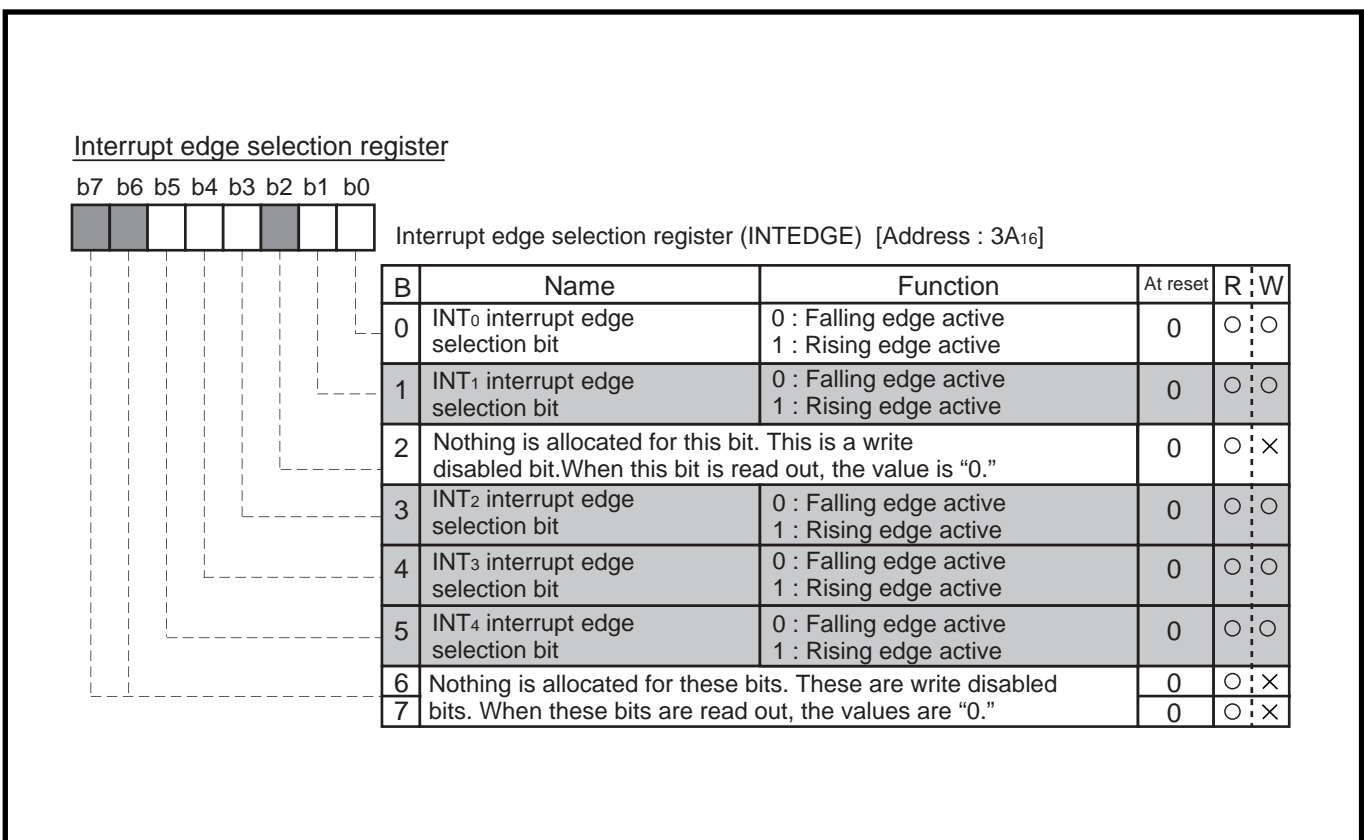 Interrupt edge selection register
b7 b6 b5 b4 b3 b2 b1 b0
Interrupt edge selection register (INTEDGE) [Address : 3A16]
B Name Function At reset R W
0 INT0 interrupt edge 0 : Falling edge active 0 ○ ○
selection bit 1 : Rising edge active
1 INT1 interrupt edge 0 : Falling edge active 0 ○ ○
selection bit 1 : Rising edge active
2 Nothing is allocated for this bit. This is a write 0 ○ ×
disabled bit.When this bit is read out, the value is “0.”
3 INT2 interrupt edge 0 : Falling edge active 0 ○ ○
selection bit 1 : Rising edge active
4 INT3 interrupt edge 0 : Falling edge active 0 ○ ○
selection bit 1 : Rising edge active
5 INT4 interrupt edge 0 : Falling edge active 0 ○ ○
selection bit 1 : Rising edge active
6 Nothing is allocated for these bits. These are write disabled 0 ○ ×
7 bits. When these bits are read out, the values are “0.” 0 ○ ×